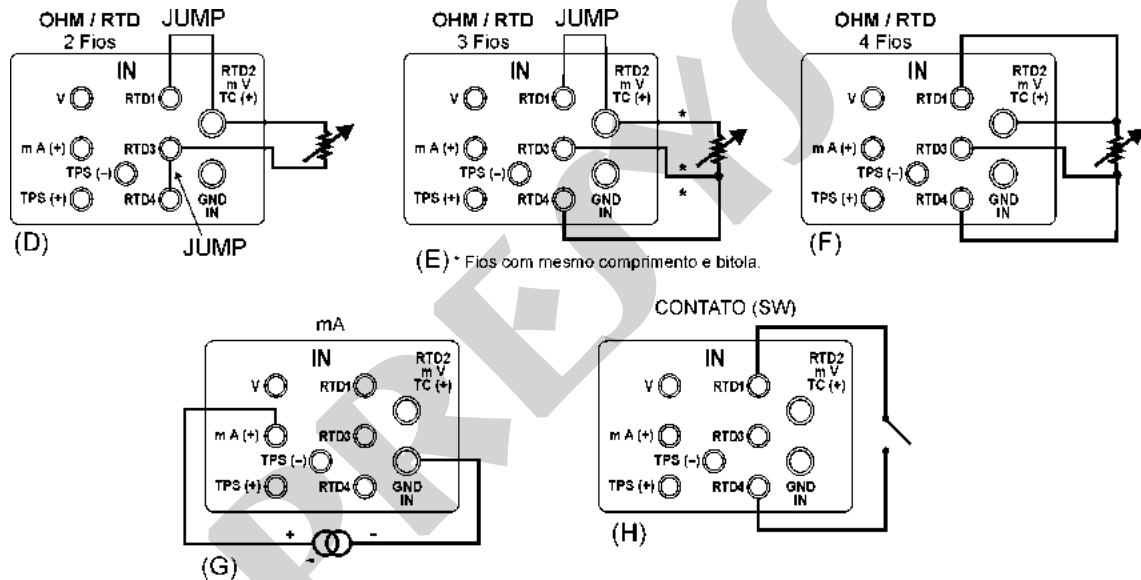 OHM / RTD
2 Fios
JUMP
IN
RTD2
m V
TC (+)
V
RTD1
m A (+)
RTD3
TPS (–)
TPS (+)
RTD4
GND
IN
(D)
JUMP
OHM / RTD
3 Fios
JUMP
IN
RTD2
m V
TC (+)
V
RTD1
*
m A (+)
RTD3
*
TPS (–)
*
TPS (+)
RTD4
GND
IN
(E) * Fios com mesmo comprimento e bitola.
OHM / RTD
4 Fios
IN
RTD2
m V
TC (+)
V
RTD1
m A (+)
RTD3
TPS (–)
TPS (+)
RTD4
GND
IN
(F)
mA
IN
RTD2
m V
TC (+)
V
RTD1
m A (+)
RTD3
TPS (–)
TPS (+)
RTD4
GND
IN
+
-
(G)
CONTATO (SW)
IN
RTD2
m V
TC (+)
V
RTD1
m A (+)
RTD3
TPS (–)
TPS (+)
RTD4
GND
IN
(H)
PRESYS